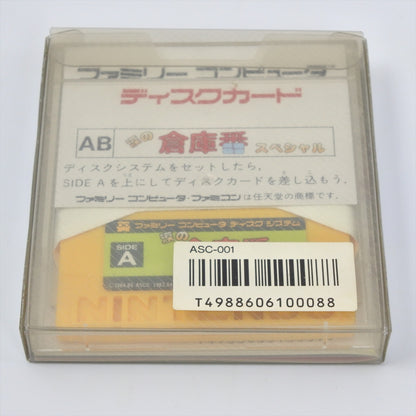 ファミリー コンピュータ
ディスクカード
AB 涙の倉庫番スペシャル
ディスクシステムをセットしたら、
SIDE Aを上にしてディスクカードを差し込もう。
ファミリー コンピュータ・ファミコンは任天堂の商標です。
ファミリー コンピュータ ディスク システム
SIDE
A
ASC-001
T4988606100088